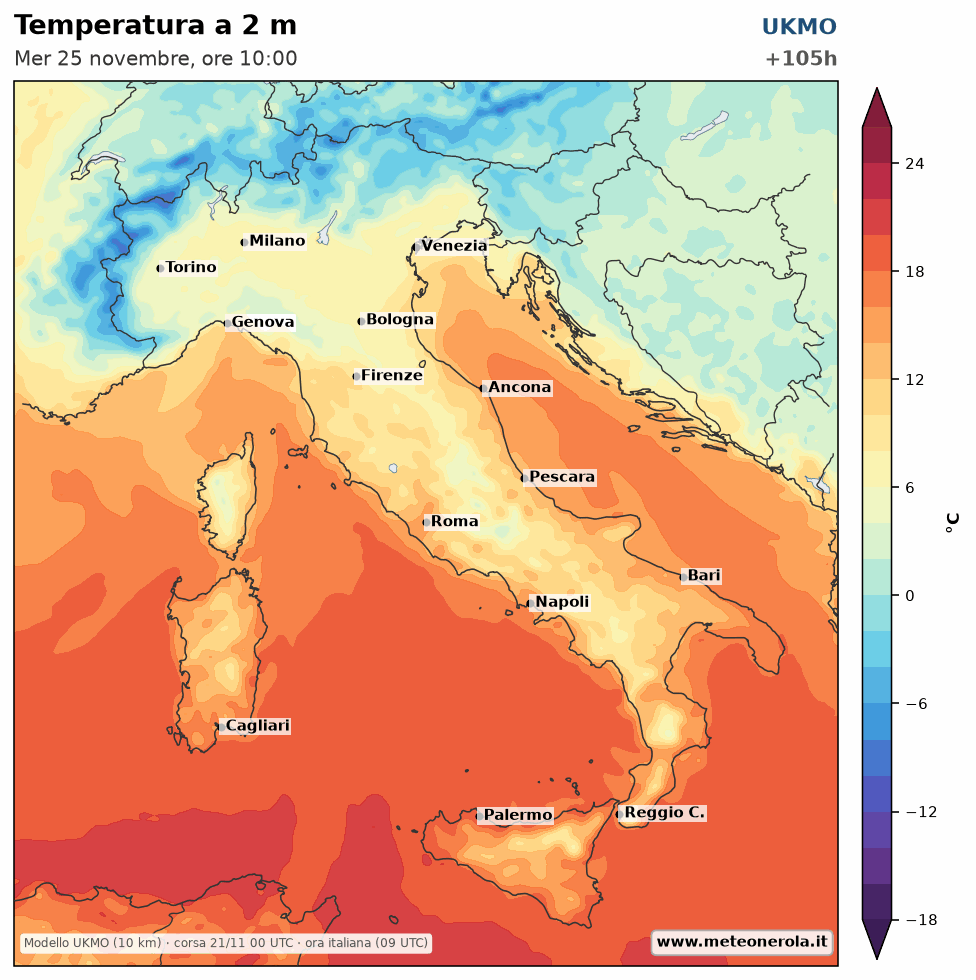 Temperatura a 2 m
UKMO
Mer 25 novembre, ore 10:00
+105h
24
18
12
6
0
−6
−12
−18
°C
Milano
Venezia
Torino
Genova
Bologna
Firenze
Ancona
Pescara
Roma
Bari
Napoli
Cagliari
Palermo
Reggio C.
Modello UKMO (10 km) · corsa 21/11 00 UTC · ora italiana (09 UTC)
www.meteonerola.it